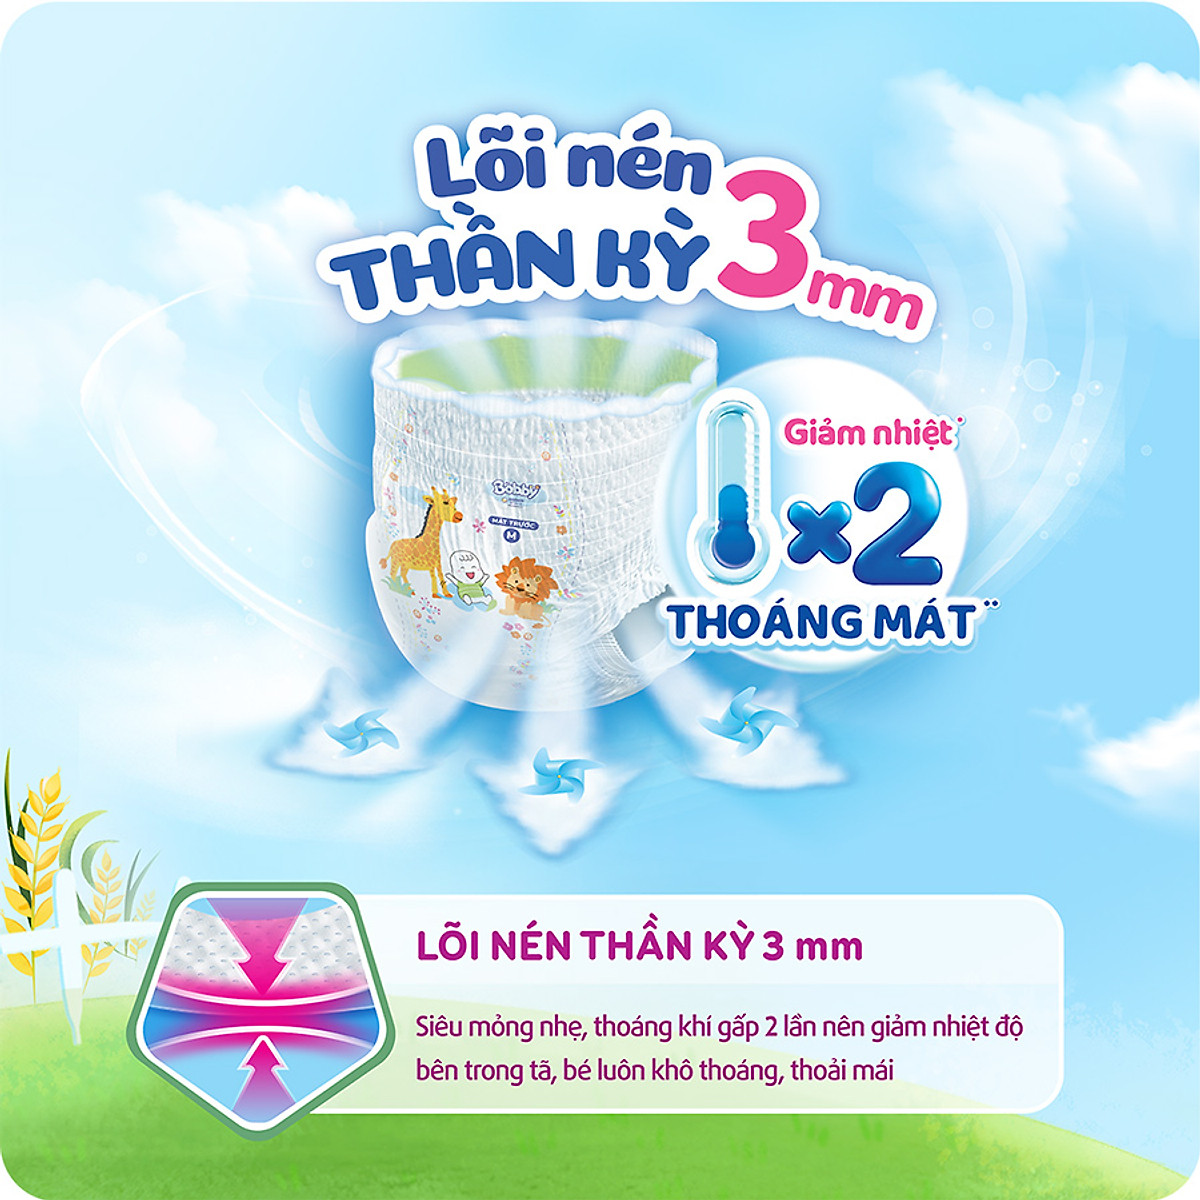 Lõi nén
THẦN KỲ 3mm
Giảm nhiệt*
x2
THOÁNG MÁT**
Bobby
MẶT TRƯỚC
M
LÕI NÉN THẦN KỲ 3 mm
Siêu mỏng nhẹ, thoáng khí gấp 2 lần nên giảm nhiệt độ
bên trong tã, bé luôn khô thoáng, thoải mái